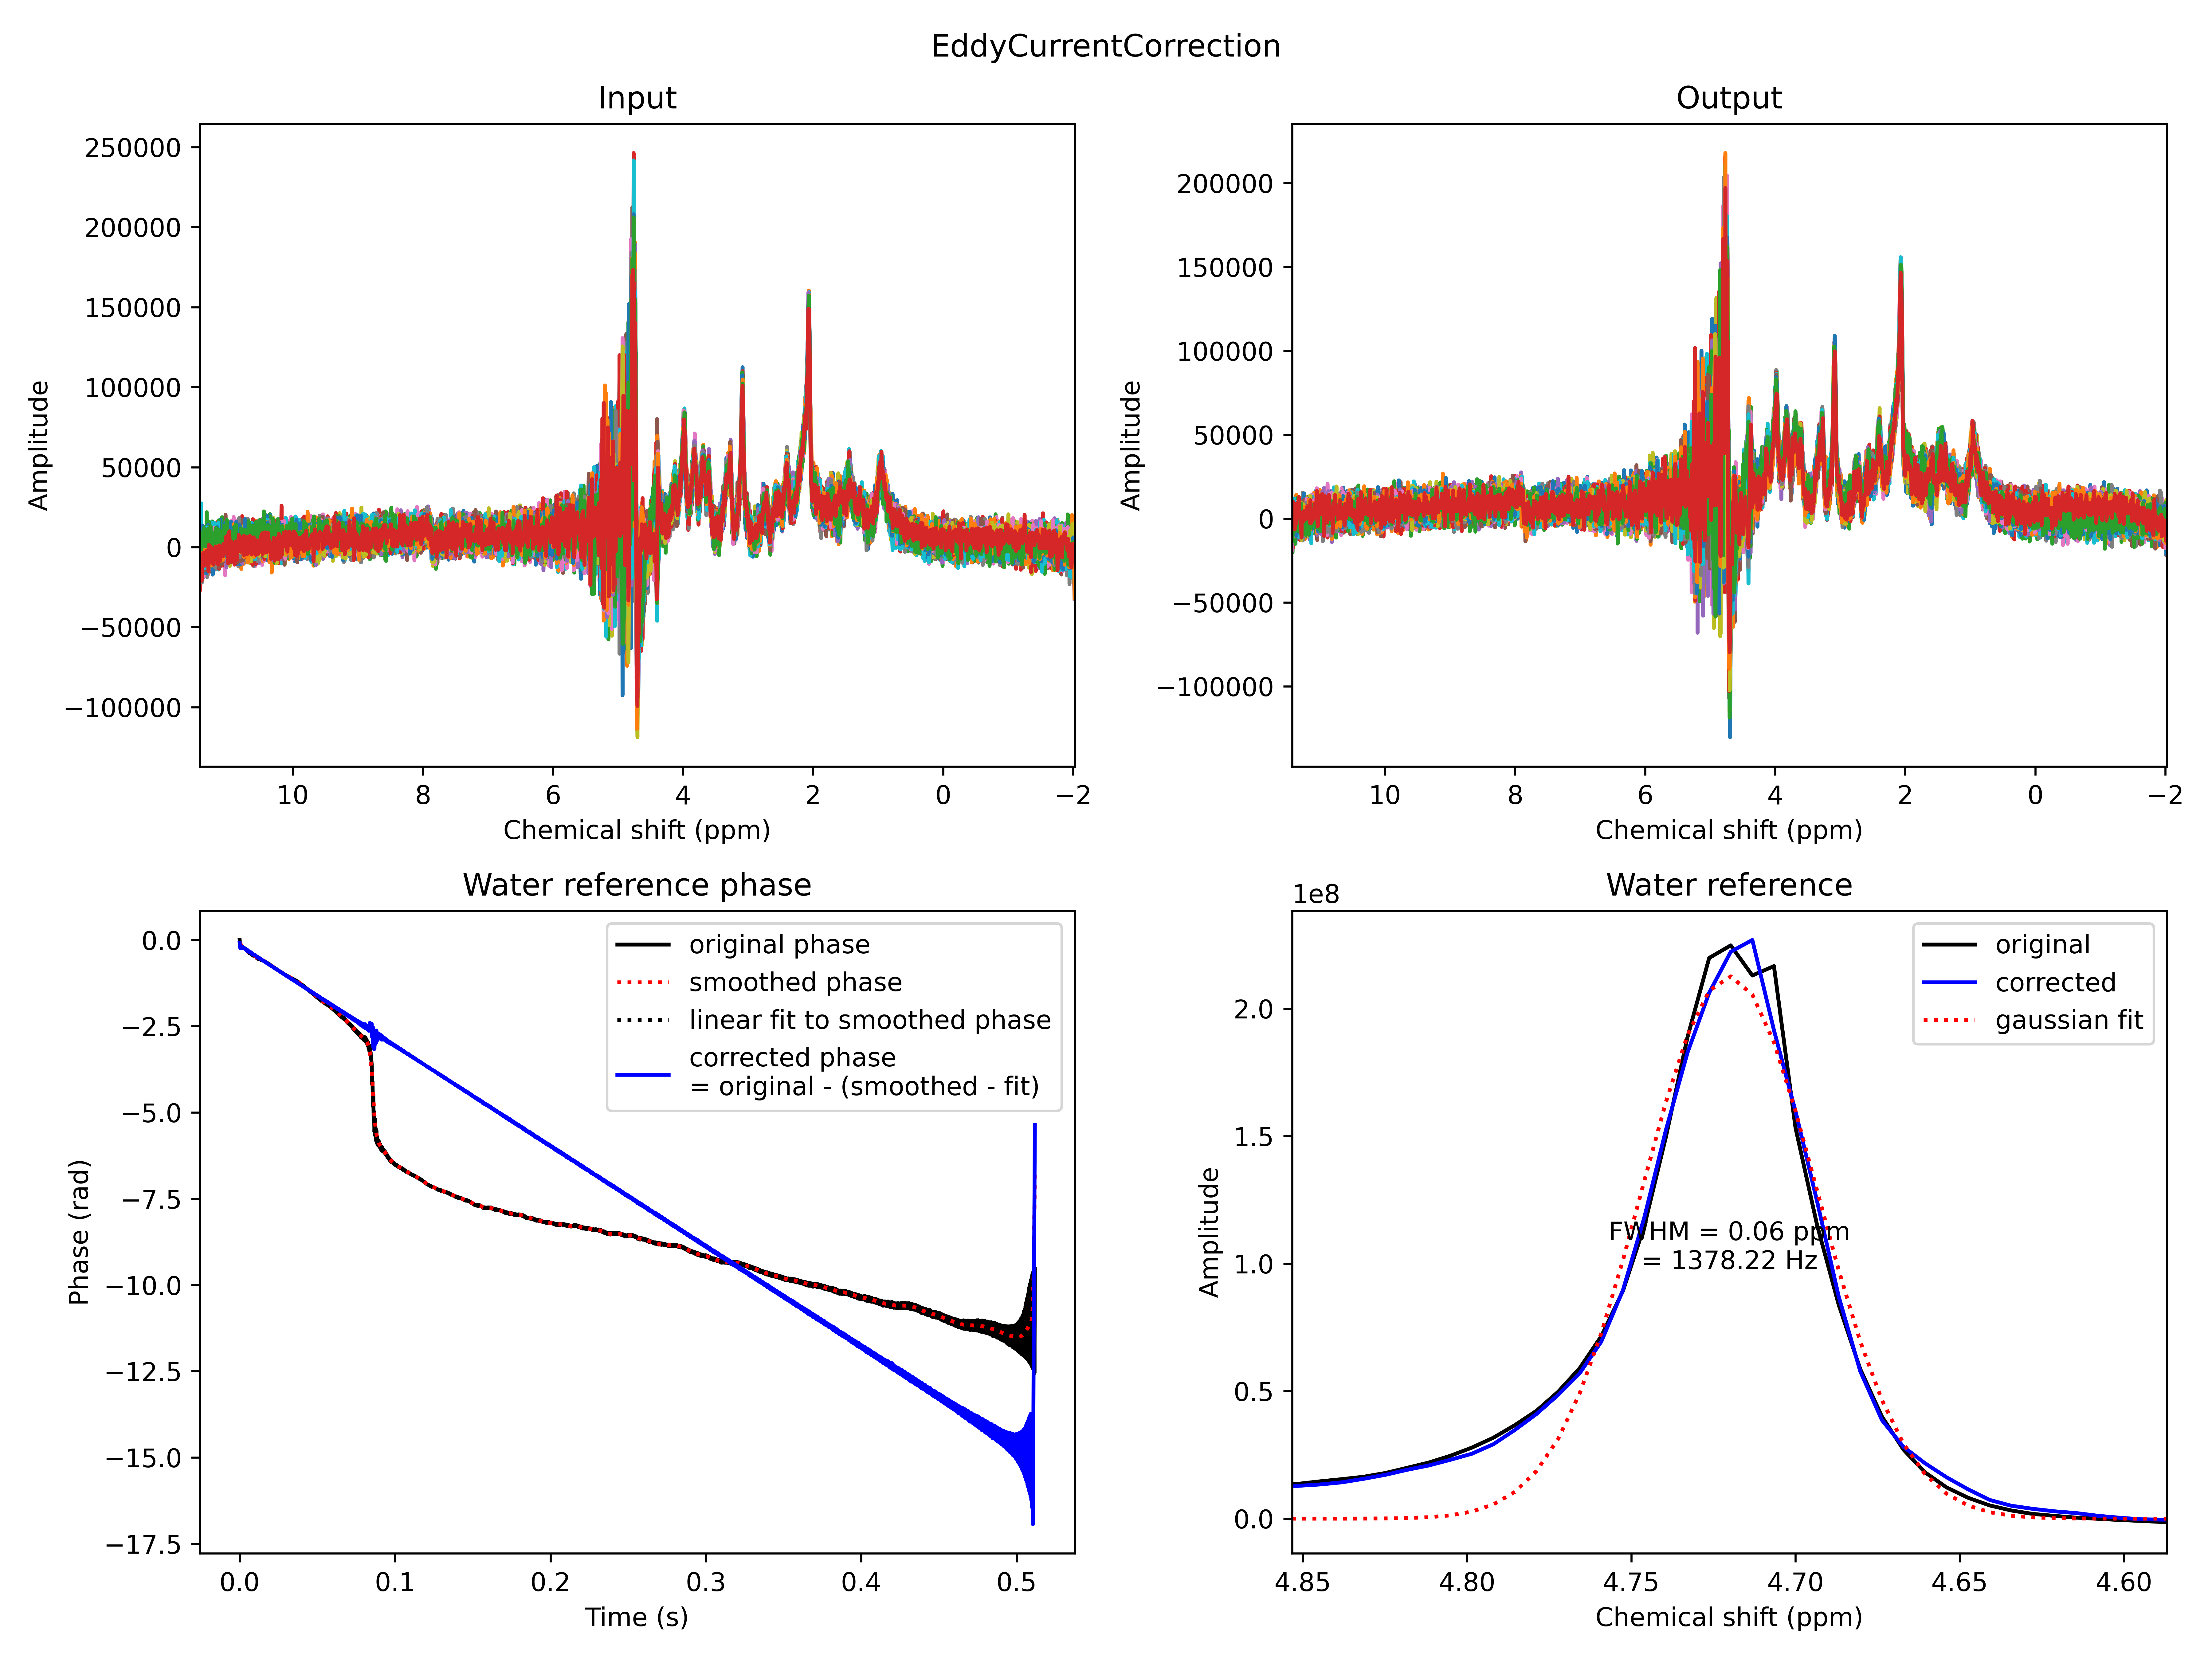 EddyCurrentCorrection
Input
250000
200000
150000
100000
50000
0
−50000
−100000
Amplitude
10
8
6
4
2
0
−2
Chemical shift (ppm)
Output
200000
150000
100000
50000
0
−50000
−100000
Amplitude
10
8
6
4
2
0
−2
Chemical shift (ppm)
Water reference phase
0.0
−2.5
−5.0
−7.5
−10.0
−12.5
−15.0
−17.5
Phase (rad)
original phase
smoothed phase
linear fit to smoothed phase
corrected phase
= original - (smoothed - fit)
0.0
0.1
0.2
0.3
0.4
0.5
Time (s)
Water reference
1e8
2.0
1.5
1.0
0.5
0.0
Amplitude
original
corrected
gaussian fit
FWHM = 0.06 ppm
= 1378.22 Hz
4.85
4.80
4.75
4.70
4.65
4.60
Chemical shift (ppm)